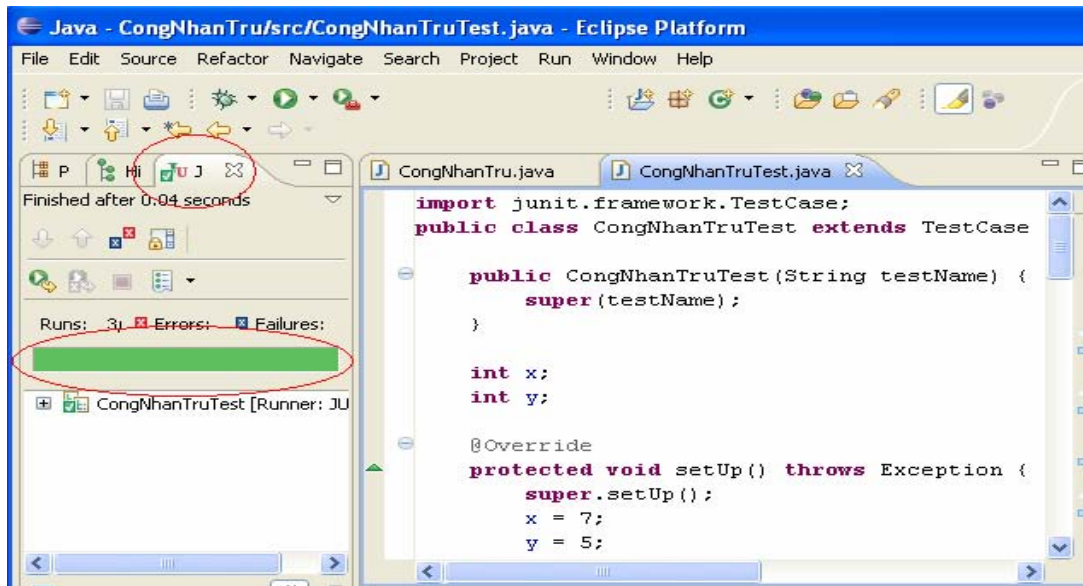 Java - CongNhanTru/src/CongNhanTruTest.java - Eclipse Platform
File Edit Source Refactor Navigate Search Project Run Window Help
P Hi JU J
Finished after 0.04 seconds
Runs: Errors: Failures:
CongNhanTruTest [Runner: JU
CongNhanTru.java CongNhanTruTest.java
import junit.framework.TestCase;
public class CongNhanTruTest extends TestCase
public CongNhanTruTest(String testName) {
super(testName);
}
int x;
int y;
@Override
protected void setUp() throws Exception {
super.setUp();
x = 7;
y = 5;